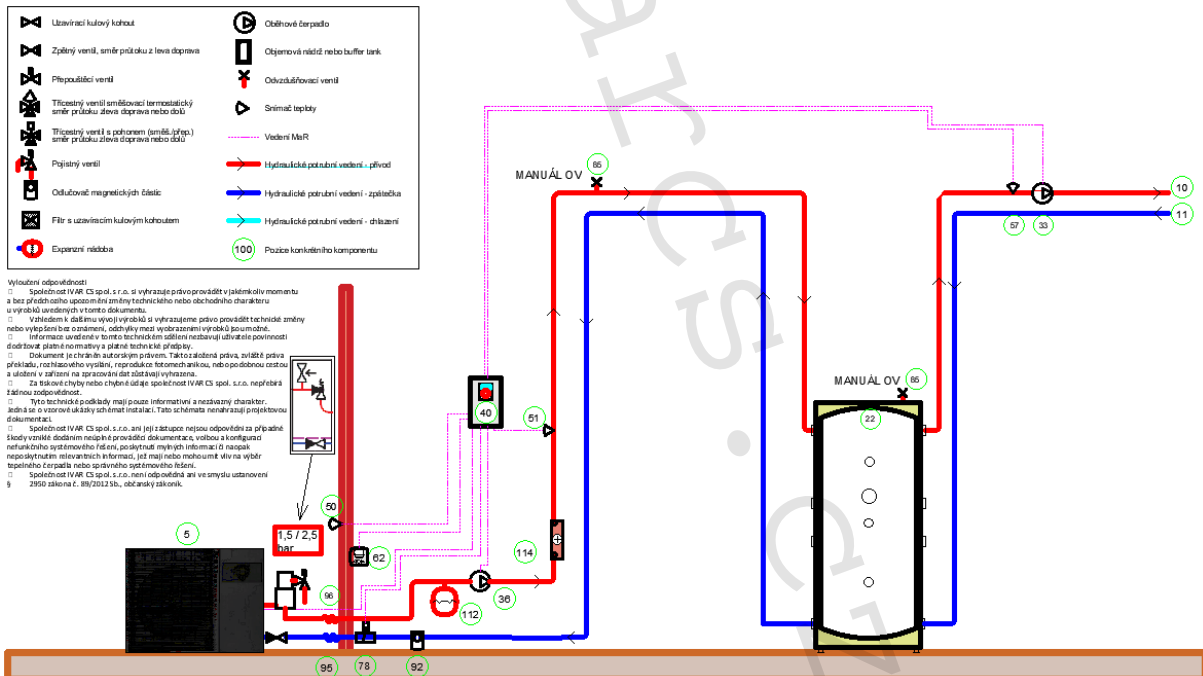 Uzavírací kulový kohout
Zpětný ventil, směr průtoku z leva doprava
Přepouštěcí ventil
Třícestný ventil směšovací termostatický
směr průtoku zleva doprava nebo dolů
Třícestný ventil s pohonem (směš./přep.)
směr průtoku zleva doprava nebo dolů
Pojistný ventil
Odlučovač magnetických částic
Filtr s uzavíracím kulovým kohoutem
Expanzní nádoba
Oběhové čerpadlo
Objemová nádrž nebo buffer tank
Odvzdušňovací ventil
Snímač teploty
Vedení MaR
Hydraulické potrubní vedení - přívod
Hydraulické potrubní vedení - zpátečka
Hydraulické potrubní vedení - chlazení
100 Pozice konkrétního komponentu
Vyloučení odpovědnosti
Společnost IVAR CS spol. s r.o. si vyhrazuje právo provádět v jakémkoliv momentu
a bez předchozího upozornění změny technického nebo obchodního charakteru
u výrobků uvedených v tomto dokumentu.
Vzhledem k dalšímu vývoji výrobků si vyhrazujeme právo provádět technické změny
nebo vylepšení bez oznámení, odchylky mezi vyobrazeními výrobků jsou možné.
Informace uvedené v tomto technickém sdělení nezbavují uživatele povinnosti
dodržovat platné normativy a platné technické předpisy.
Dokument je chráněn autorským právem. Takto založená práva, zvláště práva
překladu, rozhlasového vysílání, reprodukce fotomechanikou, nebo podobnou cestou
a uložení v zařízení na zpracování dat zůstávají vyhrazena.
Za tiskové chyby nebo chybné údaje společnost IVAR CS spol. s.r.o. nepřebírá
žádnou zodpovědnost.
Tyto technické podklady mají pouze informativní a nezávazný charakter.
Jedná se o vzorové ukázky schémat instalací. Tato schémata nenahrazují projektovou
dokumentaci.
Společnost IVAR CS spol. s.r.o. ani její zástupce nejsou odpovědni za případné
škody vzniklé dodáním neúplné prováděcí dokumentace, volbou a konfigurací
nefunkčního systémového řešení, poskytnutí mylných informací či naopak
neposkytnutím relevantních informací, jež mají nebo mohou mít vliv na výběr
tepelného čerpadla nebo správného systémového řešení.
Společnost IVAR CS spol. s.r.o. není odpovědná ani ve smyslu ustanovení
§ 2950 zákona č. 89/2012 Sb., občanský zákoník.
MANUÁL OV
65
10
11
57
33
MANUÁL OV
65
22
40
51
50
5
1,5 / 2,5
bar
62
114
96
36
112
95
78
92
arcs.cz